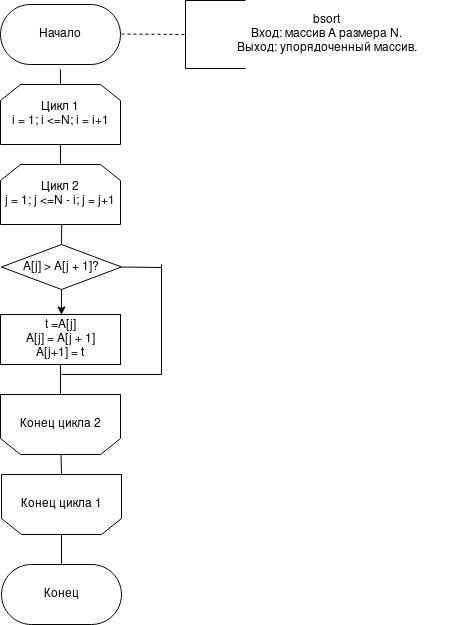 Начало
bsort
Вход: массив A размера N.
Выход: упорядоченный массив.
Цикл 1
i = 1; i <=N; i = i+1
Цикл 2
j = 1; j <=N - i; j = j+1
A[j] > A[j + 1]?
t =A[j]
A[j] = A[j + 1]
A[j+1] = t
Конец цикла 2
Конец цикла 1
Конец